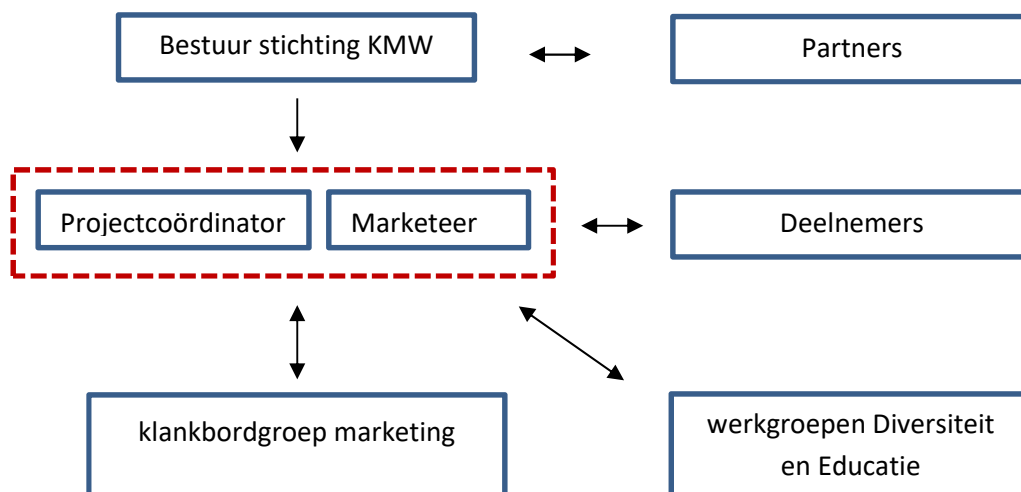 Bestuur stichting KMW
Partners
Projectcoördinator
Marketeer
Deelnemers
klankbordgroep marketing
werkgroepen Diversiteit
en Educatie